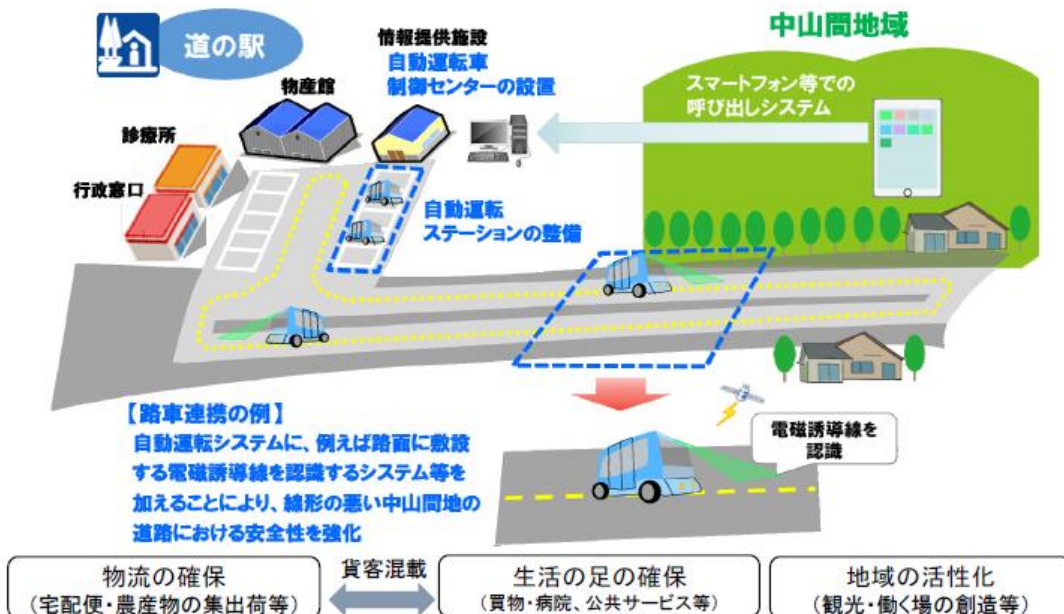 道の駅
情報提供施設
自動運転車
制御センターの設置
中山間地域
物産館
スマートフォン等での
呼び出しシステム
診療所
行政窓口
自動運転
ステーションの整備
【路車連携の例】
自動運転システムに、例えば路面に敷設
する電磁誘導線を認識するシステム等を
加えることにより、線形の悪い中山間地の
道路における安全性を強化
電磁誘導線を
認識
物流の確保
(宅配便・農産物の集出荷等)
貨客混載
生活の足の確保
(買物・病院、公共サービス等)
地域の活性化
(観光・働く場の創造等)